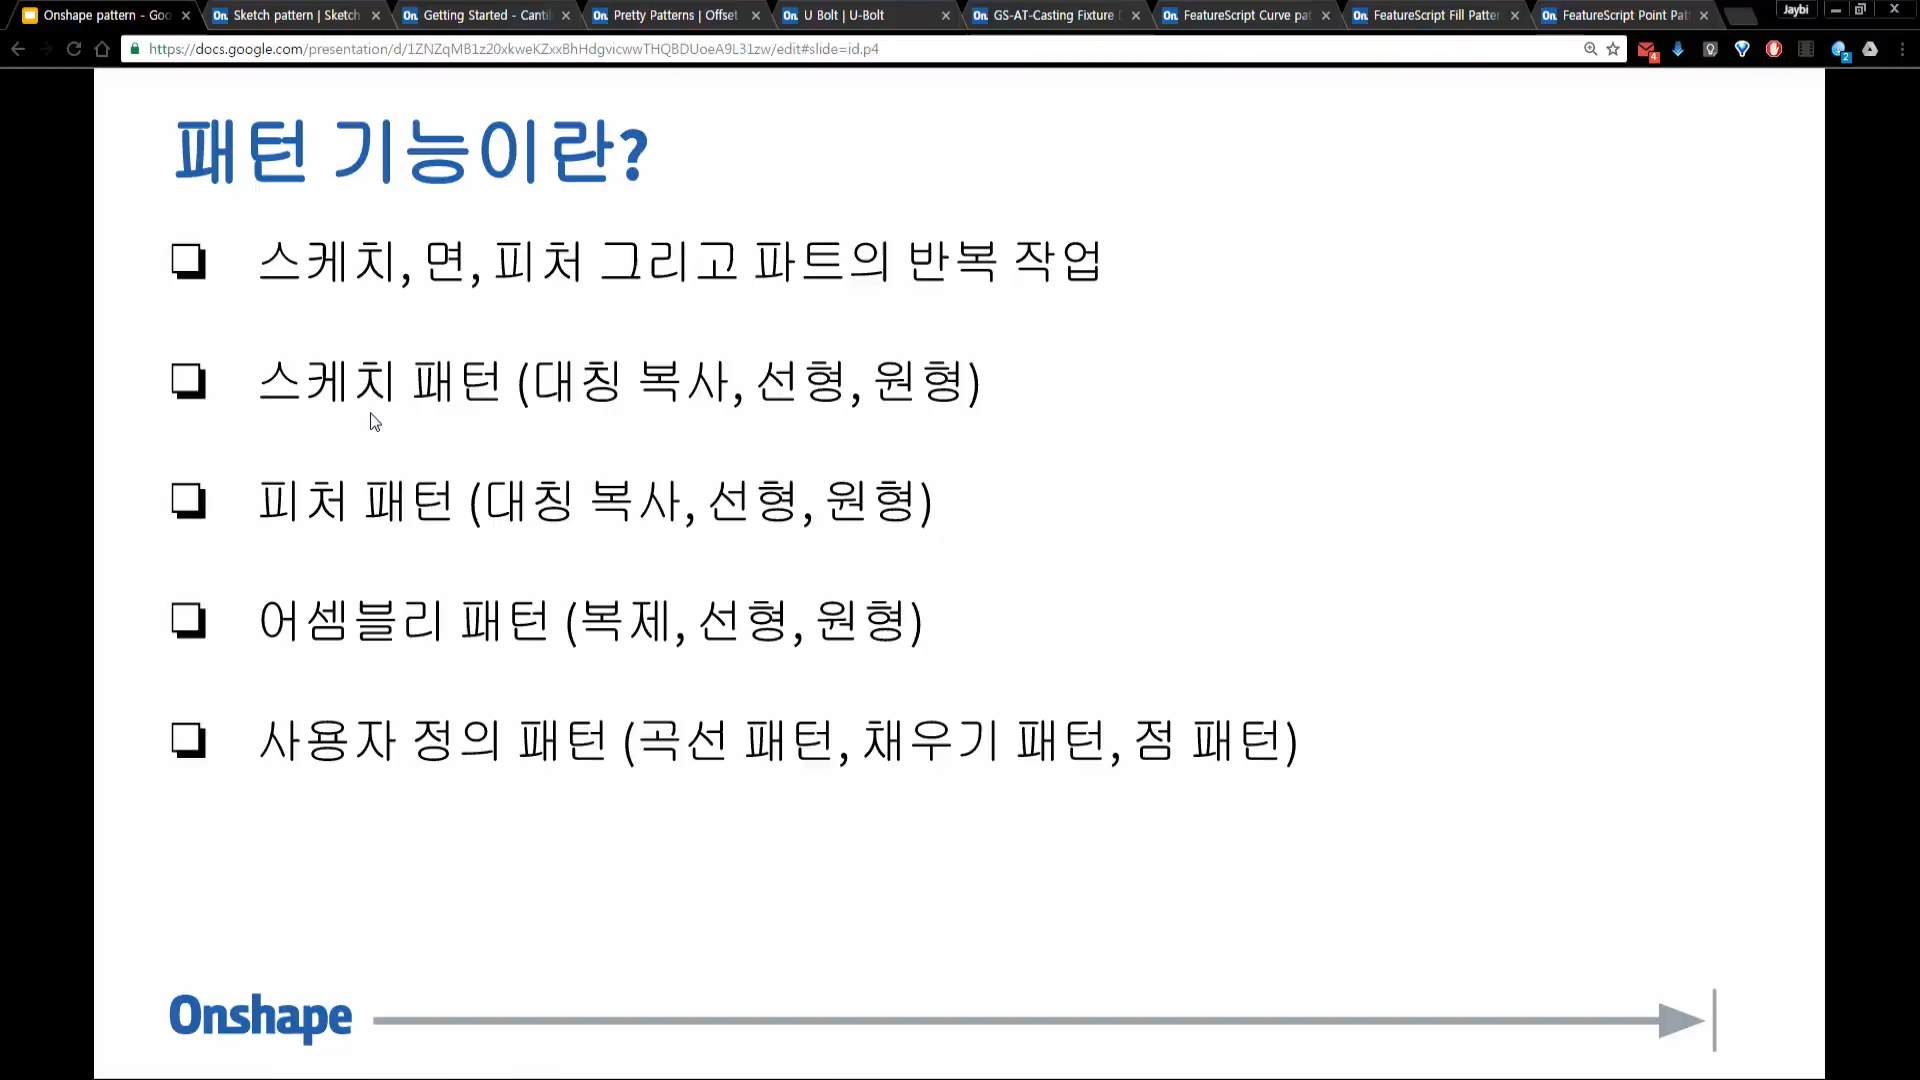 Onshape pattern - Goo
Sketch pattern | Sketch
Getting Started - Canti
Pretty Patterns | Offset
U Bolt | U-Bolt
GS-AT-Casting Fixture
FeatureScript Curve pat
FeatureScript Fill Patter
FeatureScript Point Pat
Jaybi
https://docs.google.com/presentation/d/1ZNZqMB1z20xkweKZxxBhHdgvicwwTHQBDUoeA9L31zw/edit#slide=id.p4
패턴 기능이란?
스케치, 면, 피처 그리고 파트의 반복 작업
스케치 패턴 (대칭 복사, 선형, 원형)
피처 패턴 (대칭 복사, 선형, 원형)
어셈블리 패턴 (복제, 선형, 원형)
사용자 정의 패턴 (곡선 패턴, 채우기 패턴, 점 패턴)
Onshape